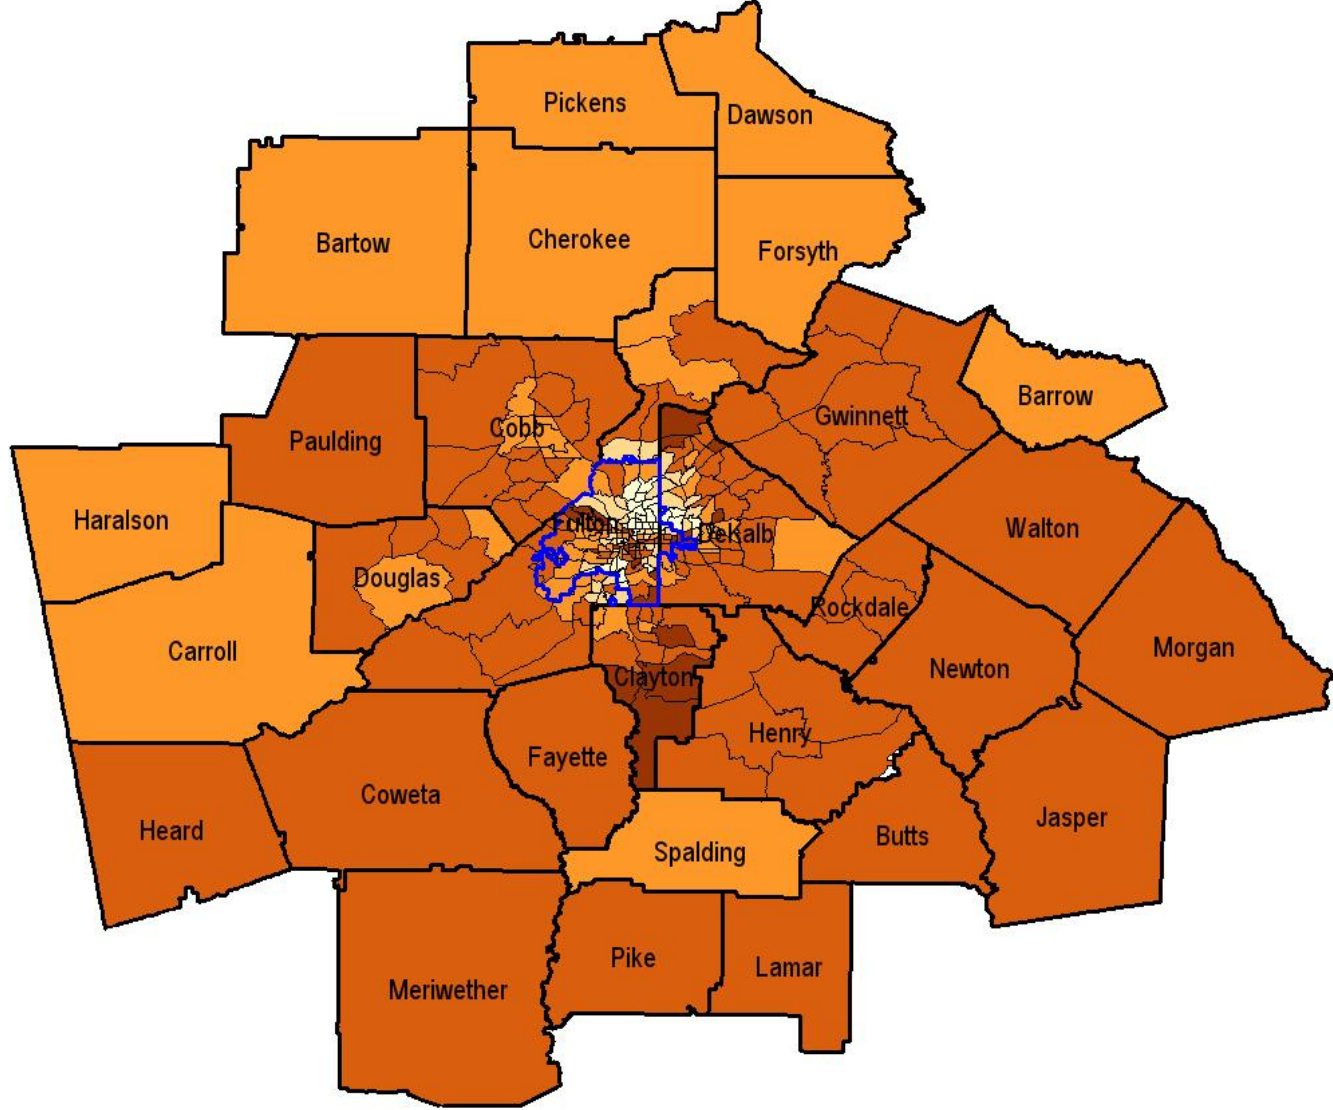 Pickens
Dawson
Bartow
Cherokee
Forsyth
Barrow
Gwinnett
Cobb
Paulding
Haralson
Fulton
DeKalb
Walton
Douglas
Rockdale
Carroll
Morgan
Newton
Clayton
Henry
Fayette
Coweta
Jasper
Heard
Butts
Spalding
Pike
Lamar
Meriwether